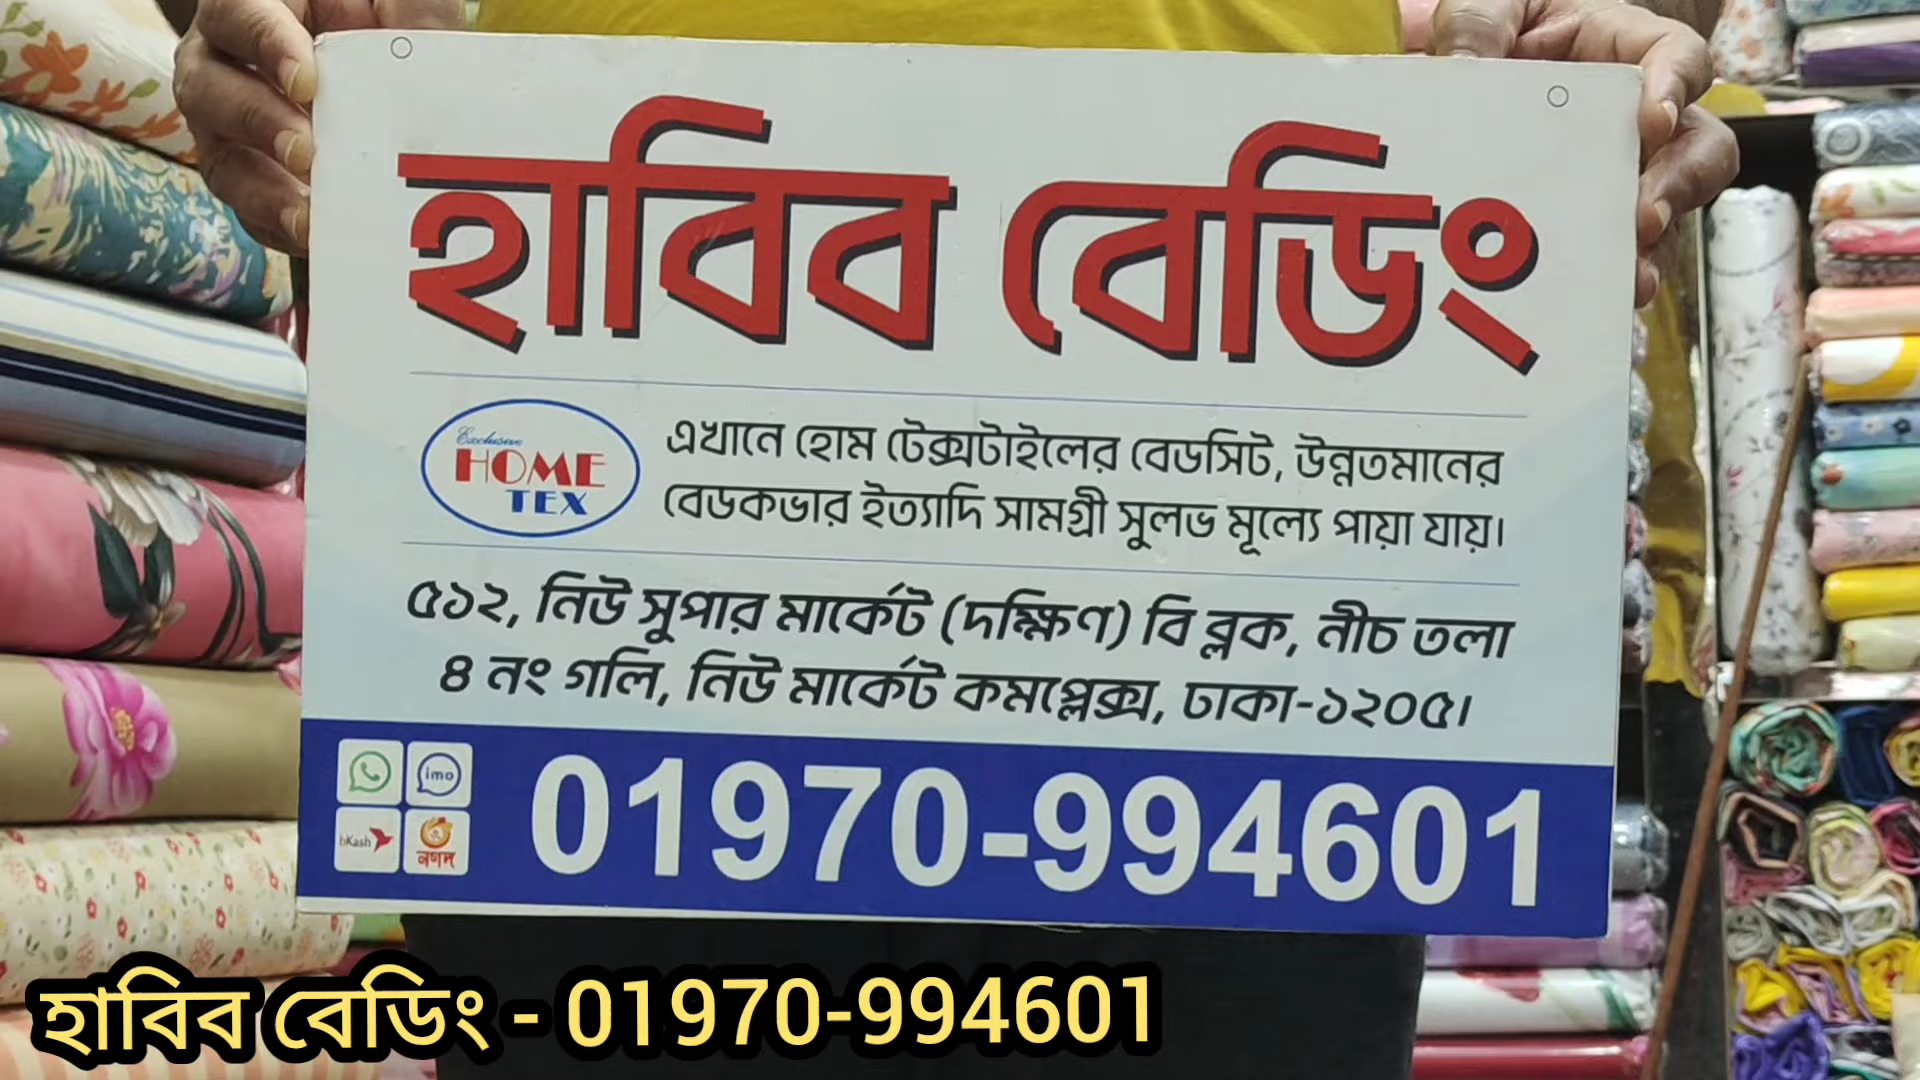 হাবিব বেডিং
Exclusive
HOME
TEX
এখানে হোম টেক্সটাইলের বেডসিট, উন্নতমানের
বেডকভার ইত্যাদি সামগ্রী সুলভ মূল্যে পায়া যায়।
৫১২, নিউ সুপার মার্কেট (দক্ষিণ) বি ব্লক, নীচ তলা
৪ নং গলি, নিউ মার্কেট কমপ্লেক্স, ঢাকা-১২০৫।
imo
bKash
নগদ
01970-994601
হাবিব বেডিং - 01970-994601